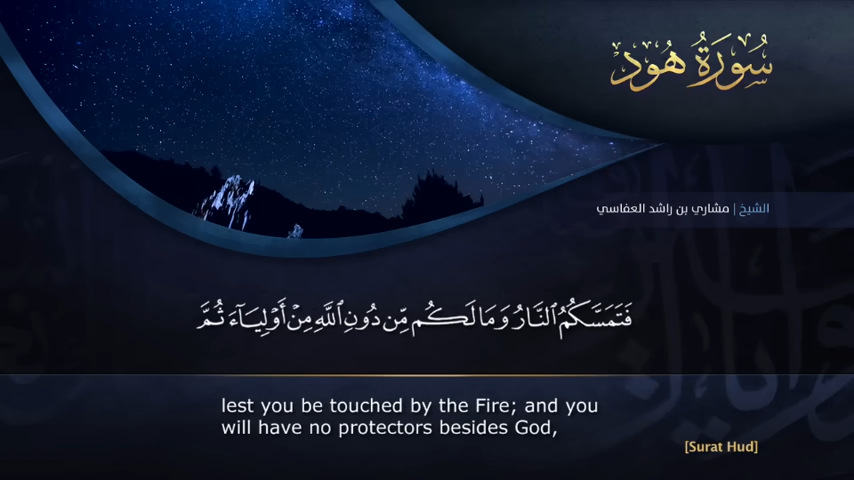 سُورَةُ هُود
الشيخ | مشاري بن راشد العفاسي
فَتَمَسَّكُمُ ٱلنَّارُ وَمَا لَكُم مِّن دُونِ ٱللَّهِ مِنْ أَوْلِيَآءَ ثُمَّ
lest you be touched by the Fire; and you
will have no protectors besides God,
[Surat Hud]